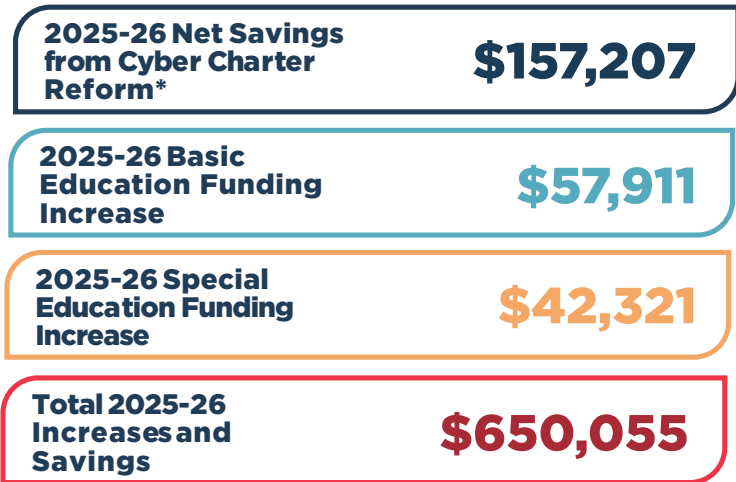 2025-26 Net Savings
from Cyber Charter
Reform*
$157,207
2025-26 Basic
Education Funding
Increase
$57,911
2025-26 Special
Education Funding
Increase
$42,321
Total 2025-26
Increases and
Savings
$650,055